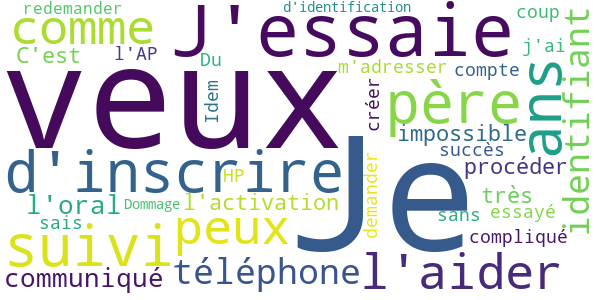 redemander
d'identification
coup
comme
J'essaie
identifiant
C'est
l'AP
Du
j'ai
m'adresser
compte
veux
Idem
créer
père
ans
impossible
succès
d'inscrire
HP
procéder
Je
l'oral
Dommage
l'activation
demander
très
sais
sans
essayé
suivi
peux
compliqué
communiqué
téléphone
l'aider